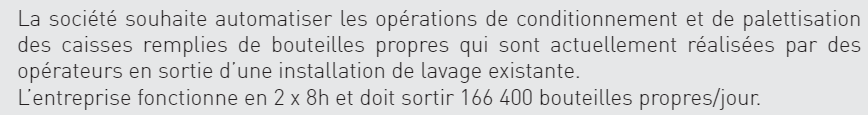 La société souhaite automatiser les opérations de conditionnement et de palettisation
des caisses remplies de bouteilles propres qui sont actuellement réalisées par des
opérateurs en sortie d'une installation de lavage existante.
L'entreprise fonctionne en 2 x 8h et doit sortir 166 400 bouteilles propres/jour.